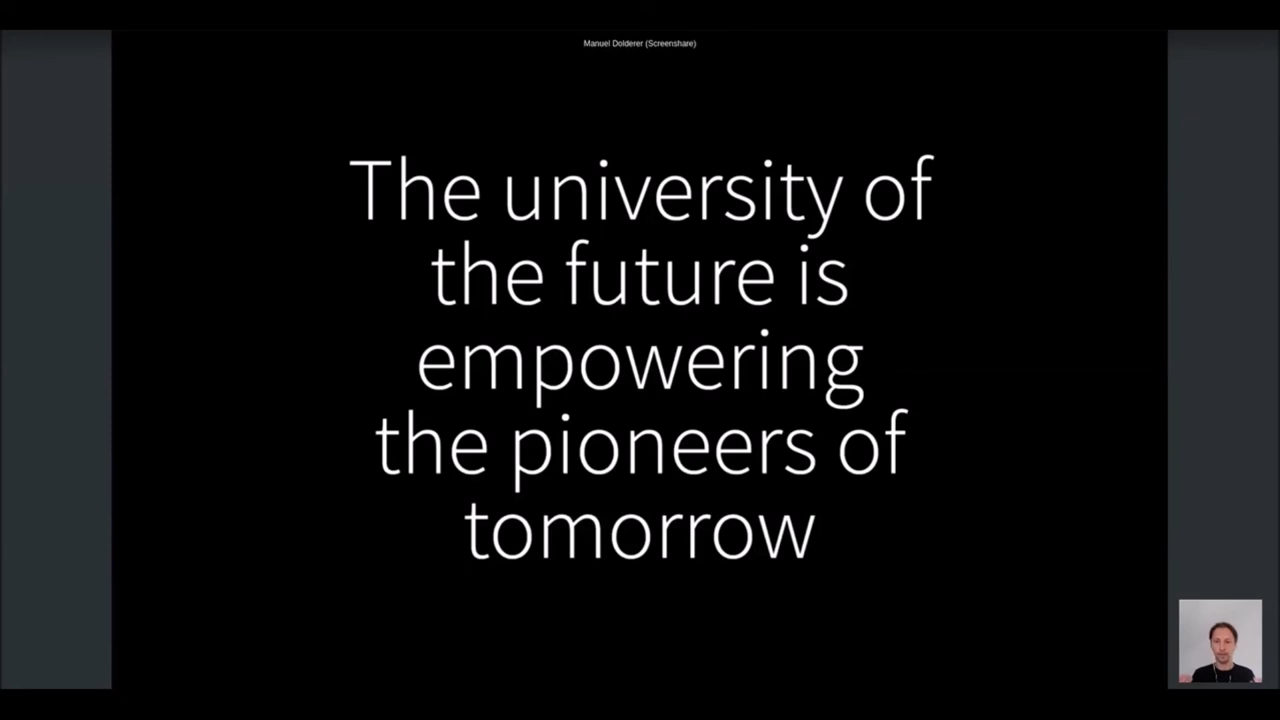 Manuel Dolderer (Screenshare)
The university of
the future is
empowering
the pioneers of
tomorrow